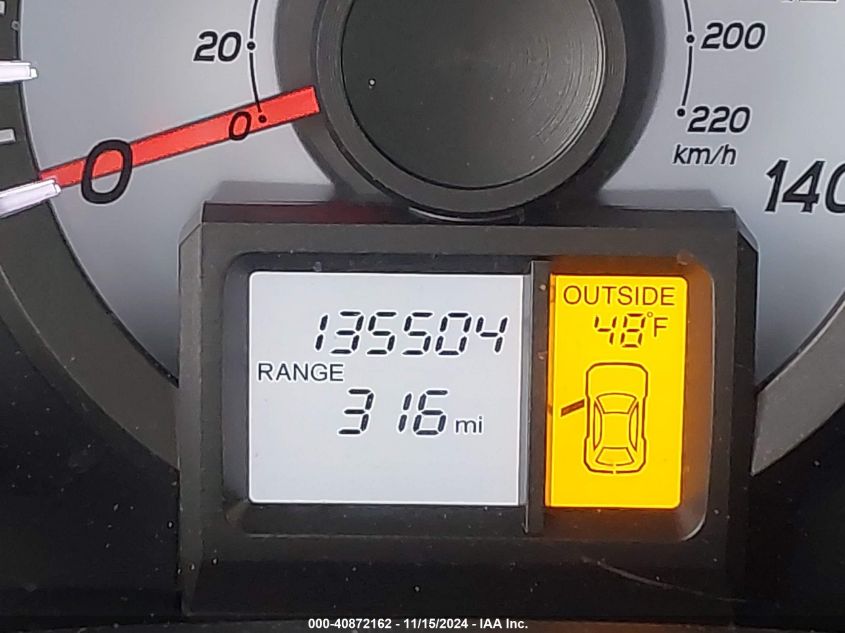 20
200
0
220
0
km/h
140
OUTSIDE
135504
48°F
RANGE
316 mi
000-40872162 - 11/15/2024 - IAA Inc.